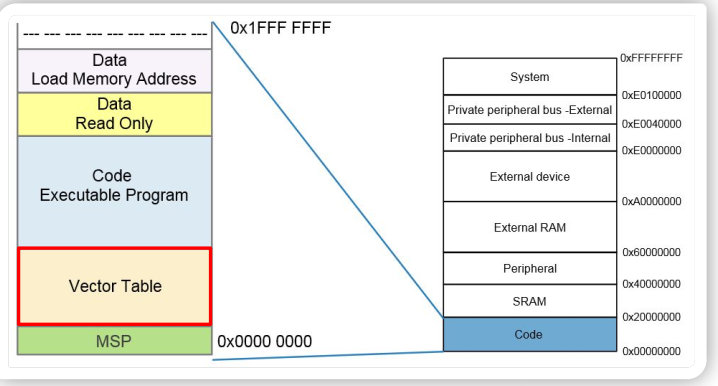 0x1FFF FFFF
Data
Load Memory Address
Data
Read Only
Code
Executable Program
Vector Table
MSP
0x0000 0000
0xFFFFFFFF
System
0xE0100000
Private peripheral bus -External
0xE0040000
Private peripheral bus -Internal
0xE0000000
External device
0xA0000000
External RAM
0x60000000
Peripheral
0x40000000
SRAM
0x20000000
Code
0x00000000